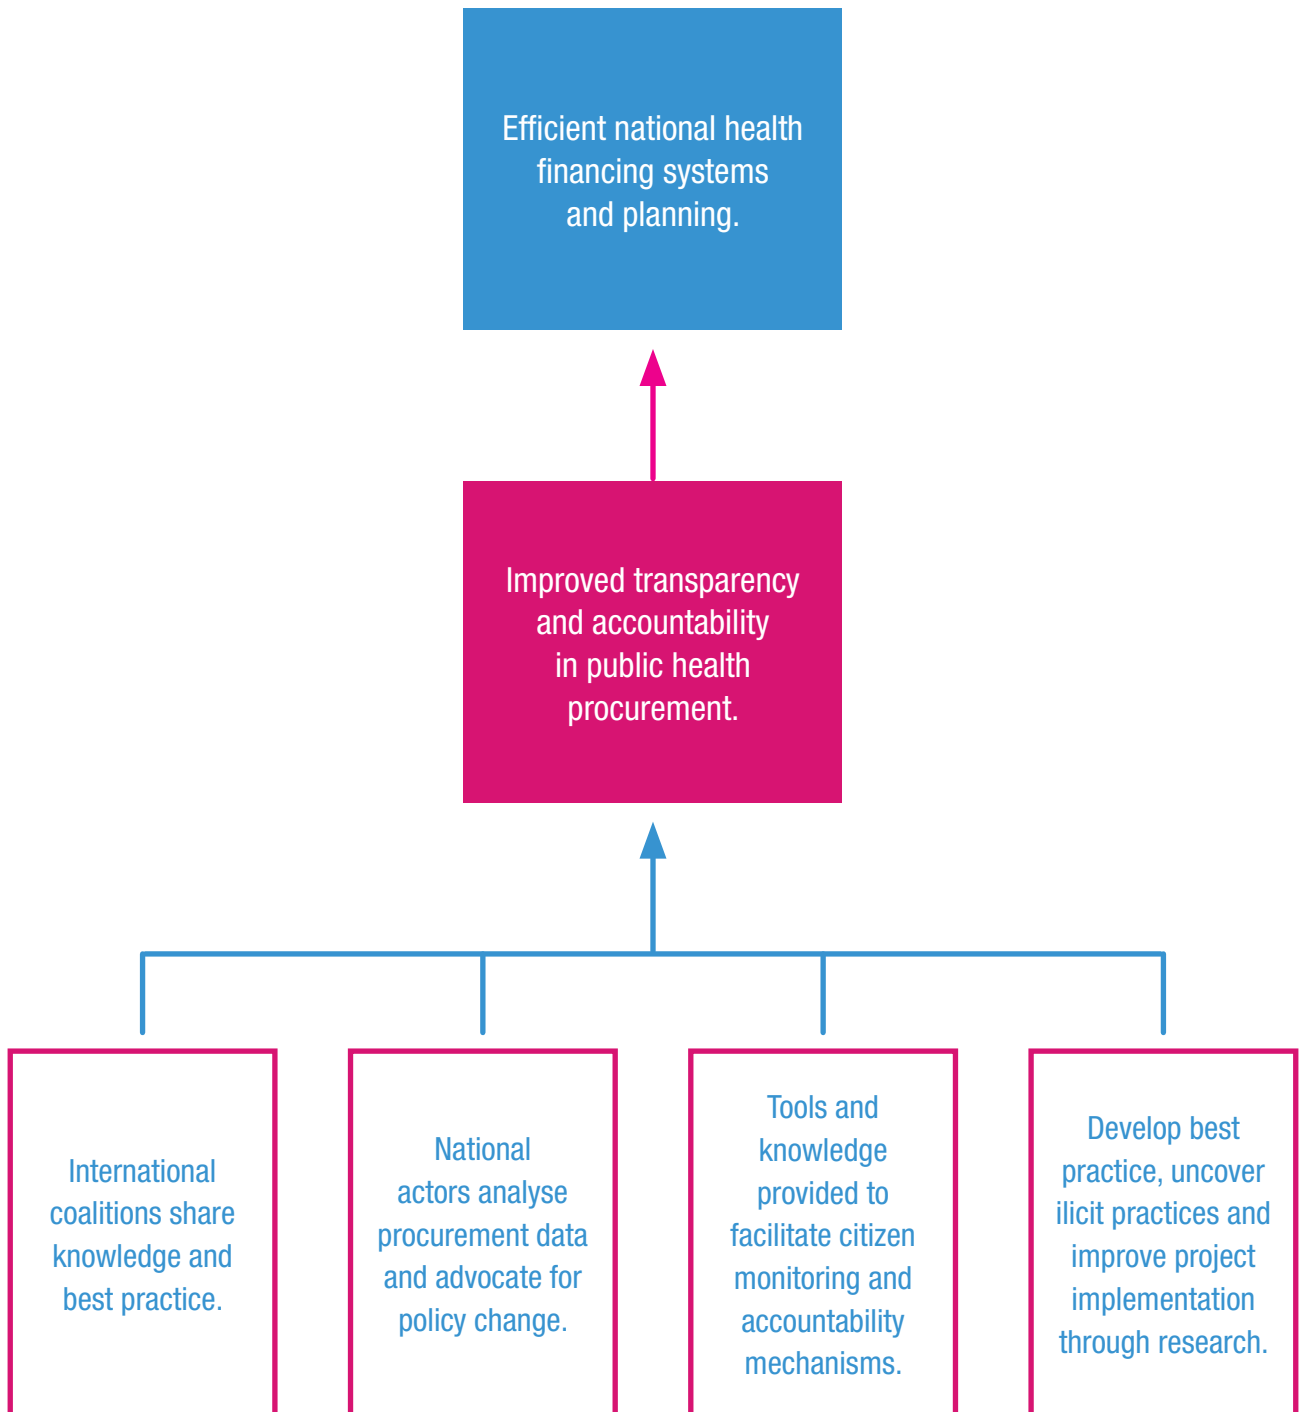 Efficient national health
financing systems
and planning.
Improved transparency
and accountability
in public health
procurement.
International
coalitions share
knowledge and
best practice.
National
actors analyse
procurement data
and advocate for
policy change.
Tools and
knowledge
provided to
facilitate citizen
monitoring and
accountability
mechanisms.
Develop best
practice, uncover
ilicit practices and
improve project
implementation
through research.